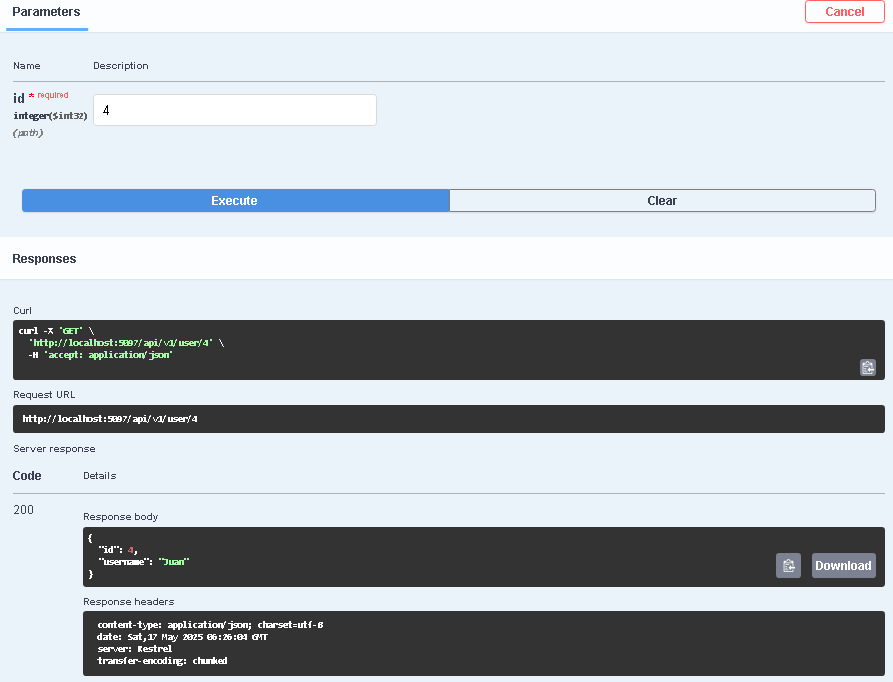 Parameters
Cancel
Name Description
id * required
integer($int32)
(path)
4
Execute Clear
Responses
Curl
curl -X 'GET' \
'http://localhost:5097/api/v1/user/4' \
-H 'accept: application/json'
Request URL
http://localhost:5097/api/v1/user/4
Server response
Code Details
200
Response body
{
"id": 4,
"username": "Juan"
}
Download
Response headers
content-type: application/json; charset=utf-8
date: Sat,17 May 2025 06:26:04 GMT
server: Kestrel
transfer-encoding: chunked